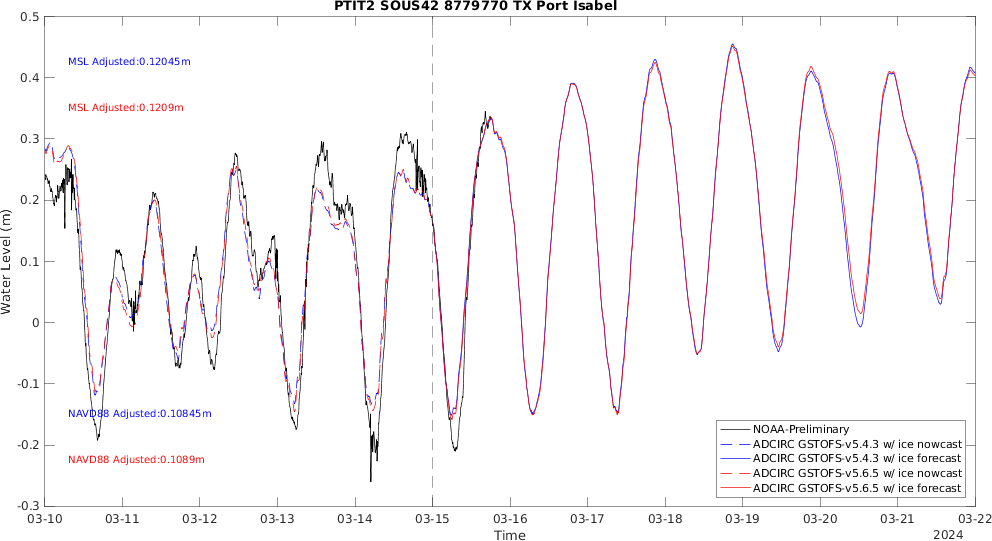 PTIT2 SOUS42 8779770 TX Port Isabel
0.5
0.4
0.3
0.2
0.1
0
-0.1
-0.2
-0.3
Water Level (m)
MSL Adjusted:0.12045m
MSL Adjusted:0.1209m
NAVD88 Adjusted:0.10845m
NAVD88 Adjusted:0.1089m
NOAA-Preliminary
ADCIRC GSTOFS-v5.4.3 w/ ice nowcast
ADCIRC GSTOFS-v5.4.3 w/ ice forecast
ADCIRC GSTOFS-v5.6.5 w/ ice nowcast
ADCIRC GSTOFS-v5.6.5 w/ ice forecast
03-10 03-11 03-12 03-13 03-14 03-15 03-16 03-17 03-18 03-19 03-20 03-21 03-22
Time
2024